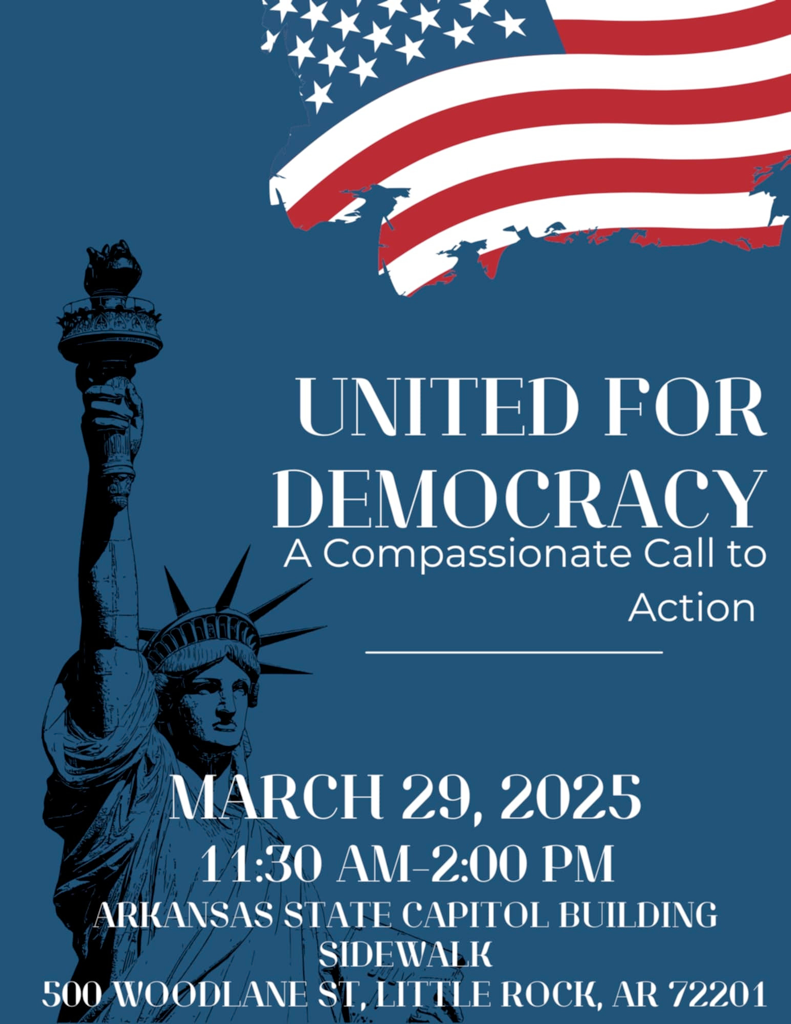 UNITED FOR
DEMOCRACY
A Compassionate Call to
Action
MARCH 29, 2025
11:30 AM-2:00 PM
ARKANSAS STATE CAPITOL BUILDING
SIDEWALK
500 WOODLANE ST, LITTLE ROCK, AR 72201